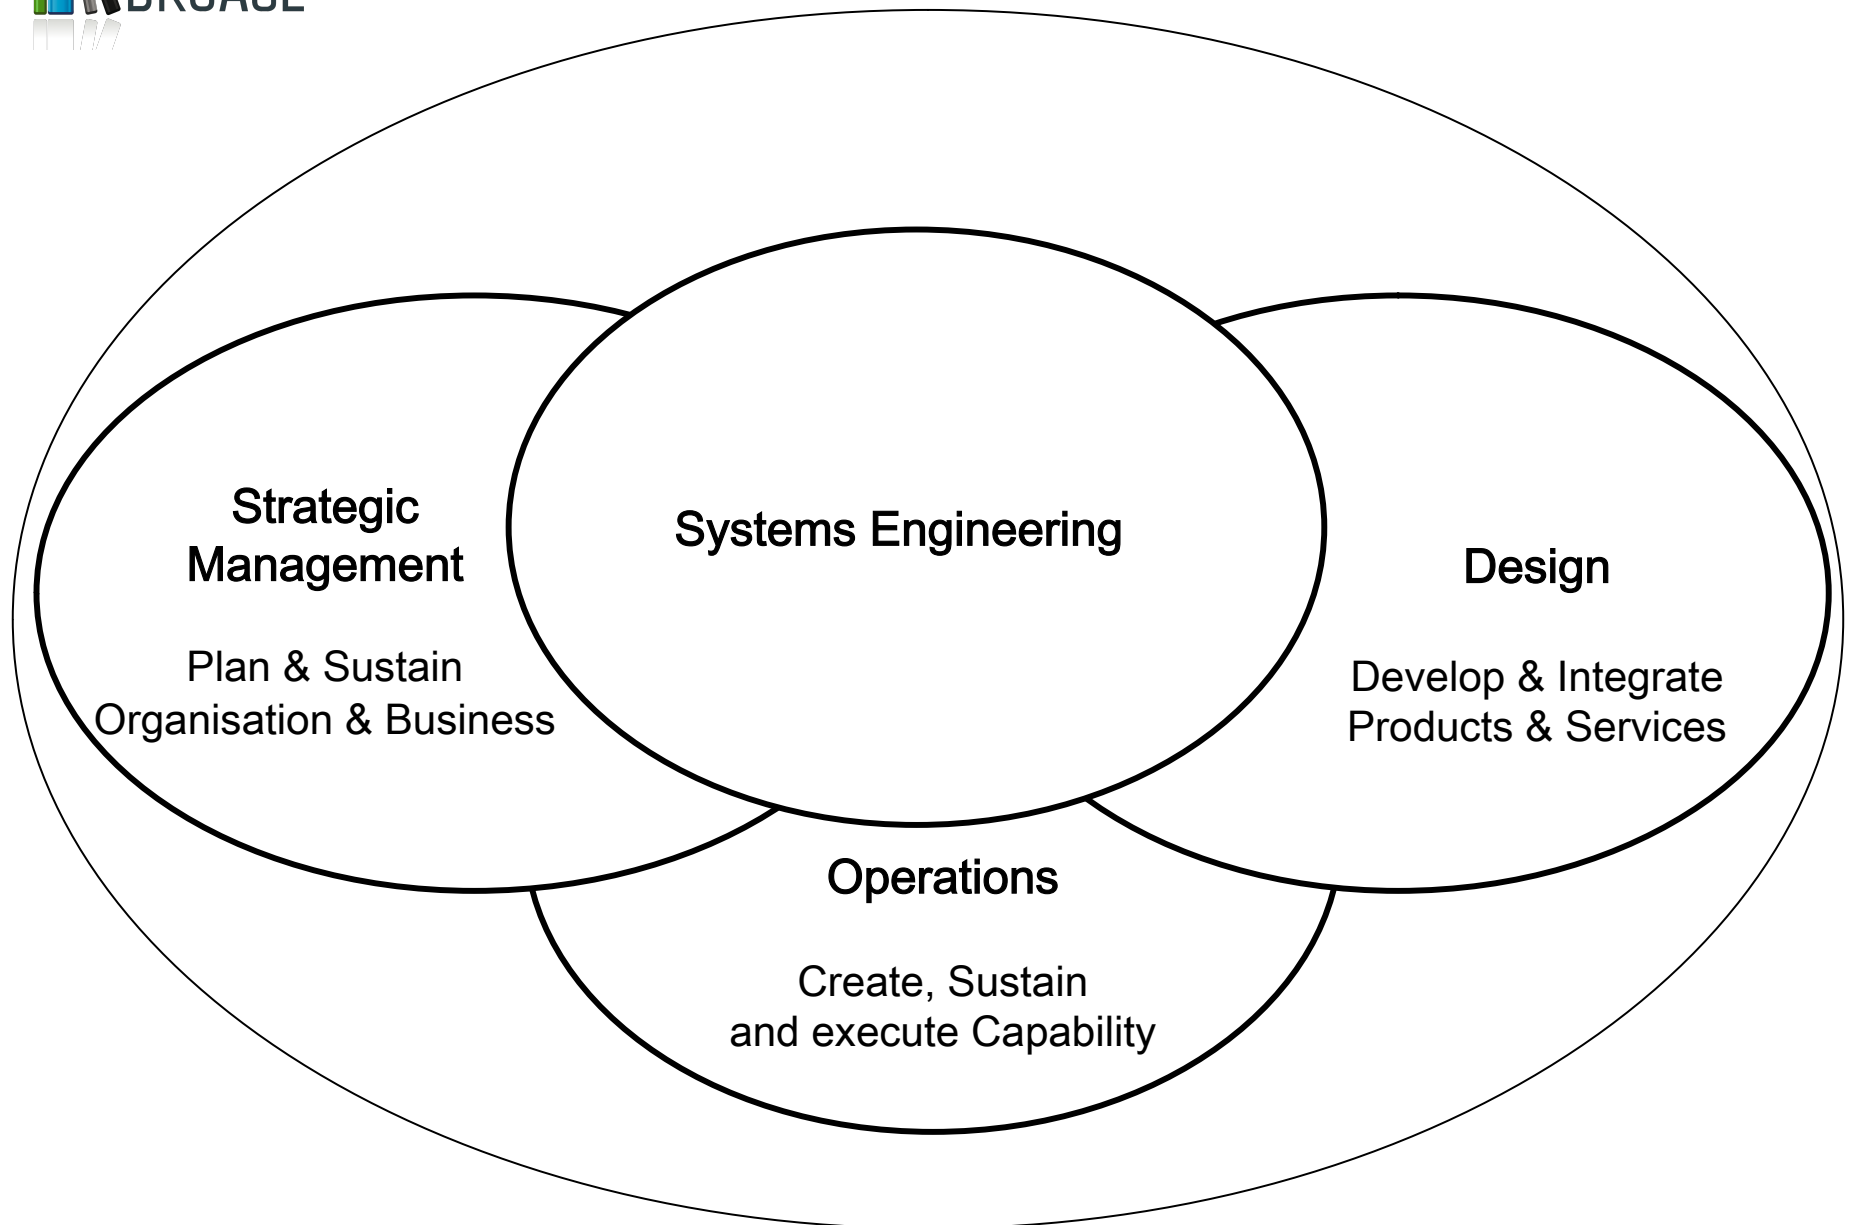 Systems Engineering
Strategic
Management
Plan & Sustain
Organisation & Business
Design
Develop & Integrate
Products & Services
Operations
Create, Sustain
and execute Capability